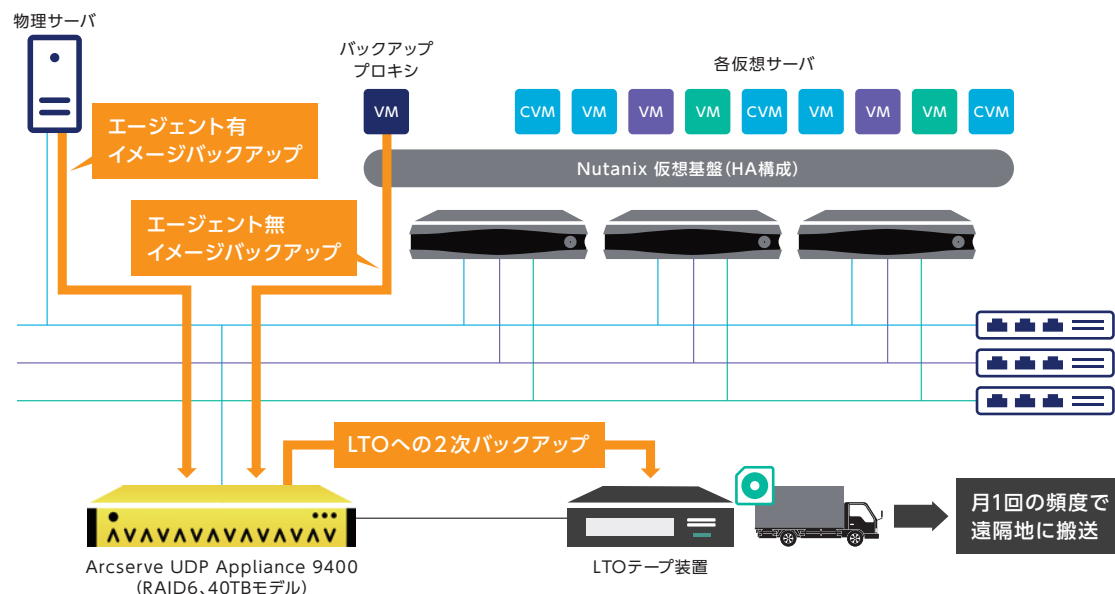 物理サーバ
バックアップ
プロキシ
各仮想サーバ
VM
CVM
VM
VM
VM
CVM
VM
VM
VM
CVM
エージェント有
イメージバックアップ
Nutanix 仮想基盤(HA構成)
エージェント無
イメージバックアップ
LTOへの2次バックアップ
月1回の頻度で
遠隔地に搬送
Arcserve UDP Appliance 9400
(RAID6、40TBモデル)
LTOテープ装置